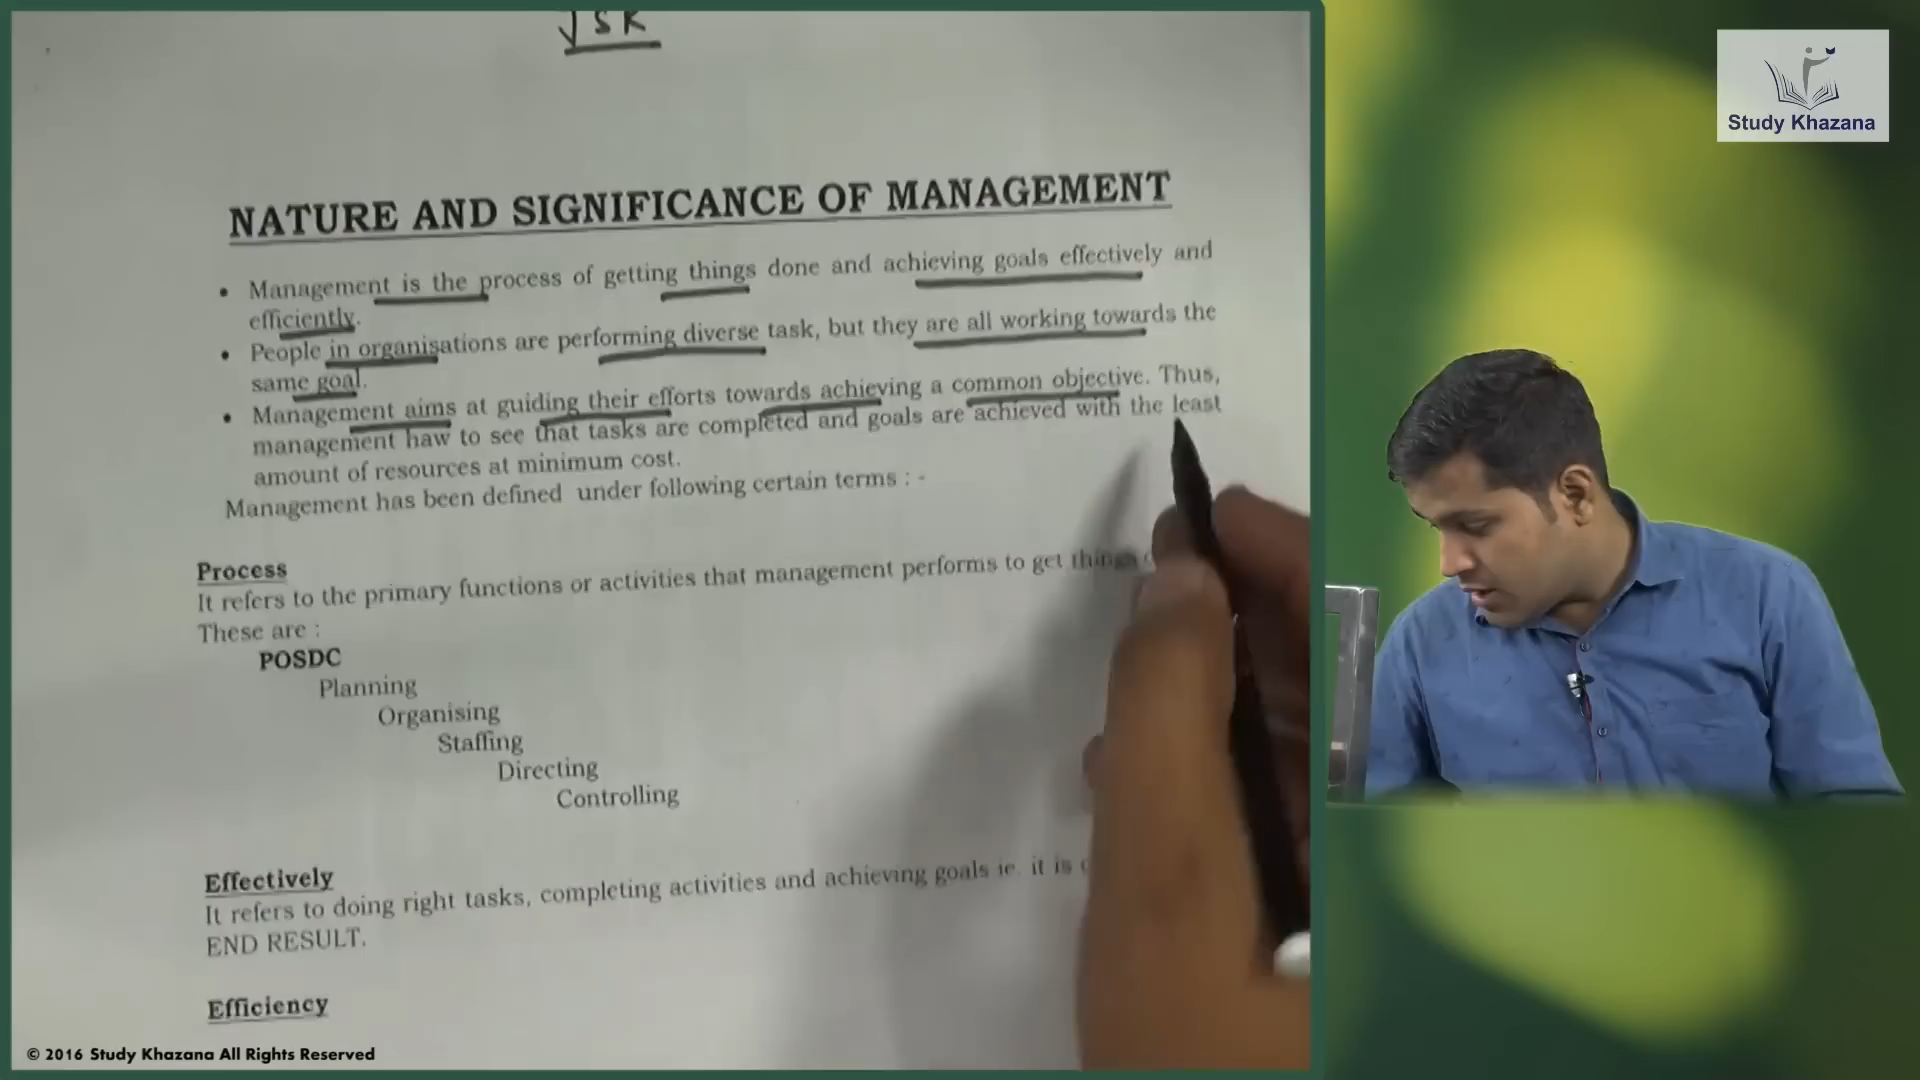 Study Khazana
NATURE AND SIGNIFICANCE OF MANAGEMENT
• Management is the process of getting things done and achieving goals effectively and
efficiently.
• People in organisations are performing diverse task, but they are all working towards the
same goal.
• Management aims at guiding their efforts towards achieving a common objective. Thus,
management haw to see that tasks are completed and goals are achieved with the least
amount of resources at minimum cost.
Management has been defined under following certain terms : -
Process
It refers to the primary functions or activities that management performs to get things
These are :
POSDC
Planning
Organising
Staffing
Directing
Controlling
Effectively
It refers to doing right tasks, completing activities and achieving goals ie. it is
END RESULT.
Efficiency
© 2016 Study Khazana All Rights Reserved